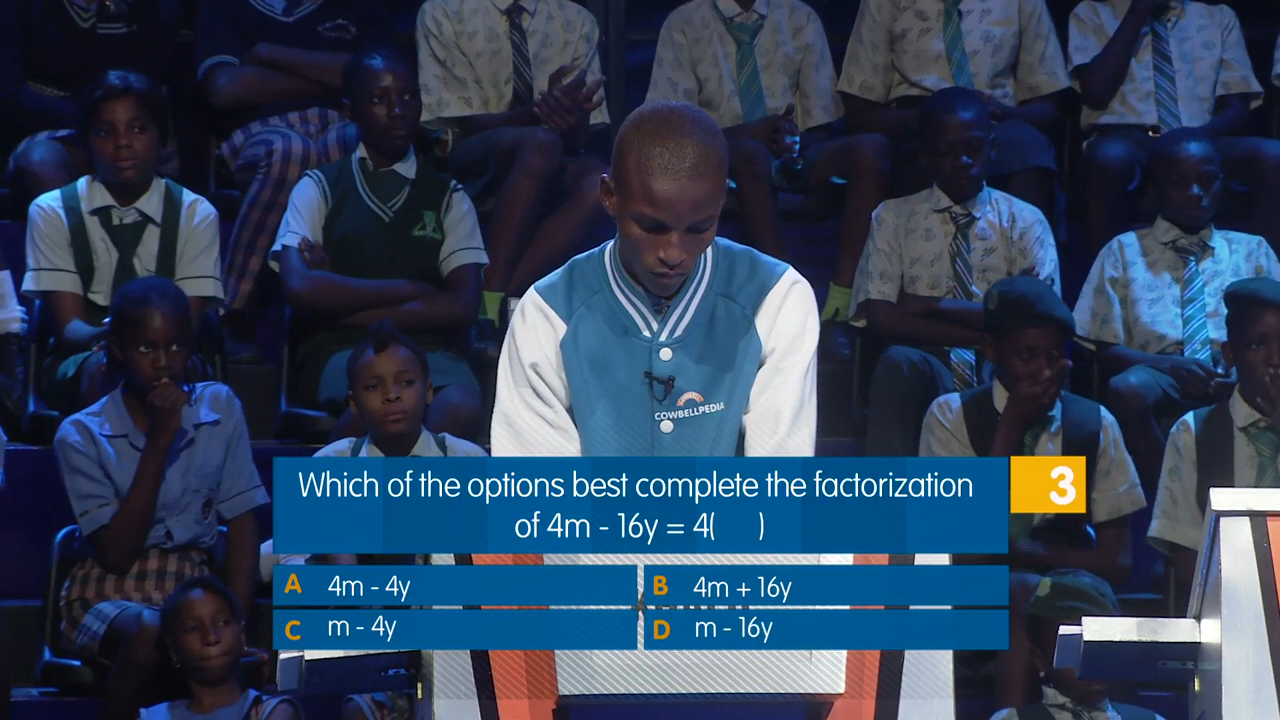 COWBELLPEDIA
Which of the options best complete the factorization
of 4m - 16y = 4( )
3
A 4m - 4y
B 4m + 16y
C m - 4y
D m - 16y